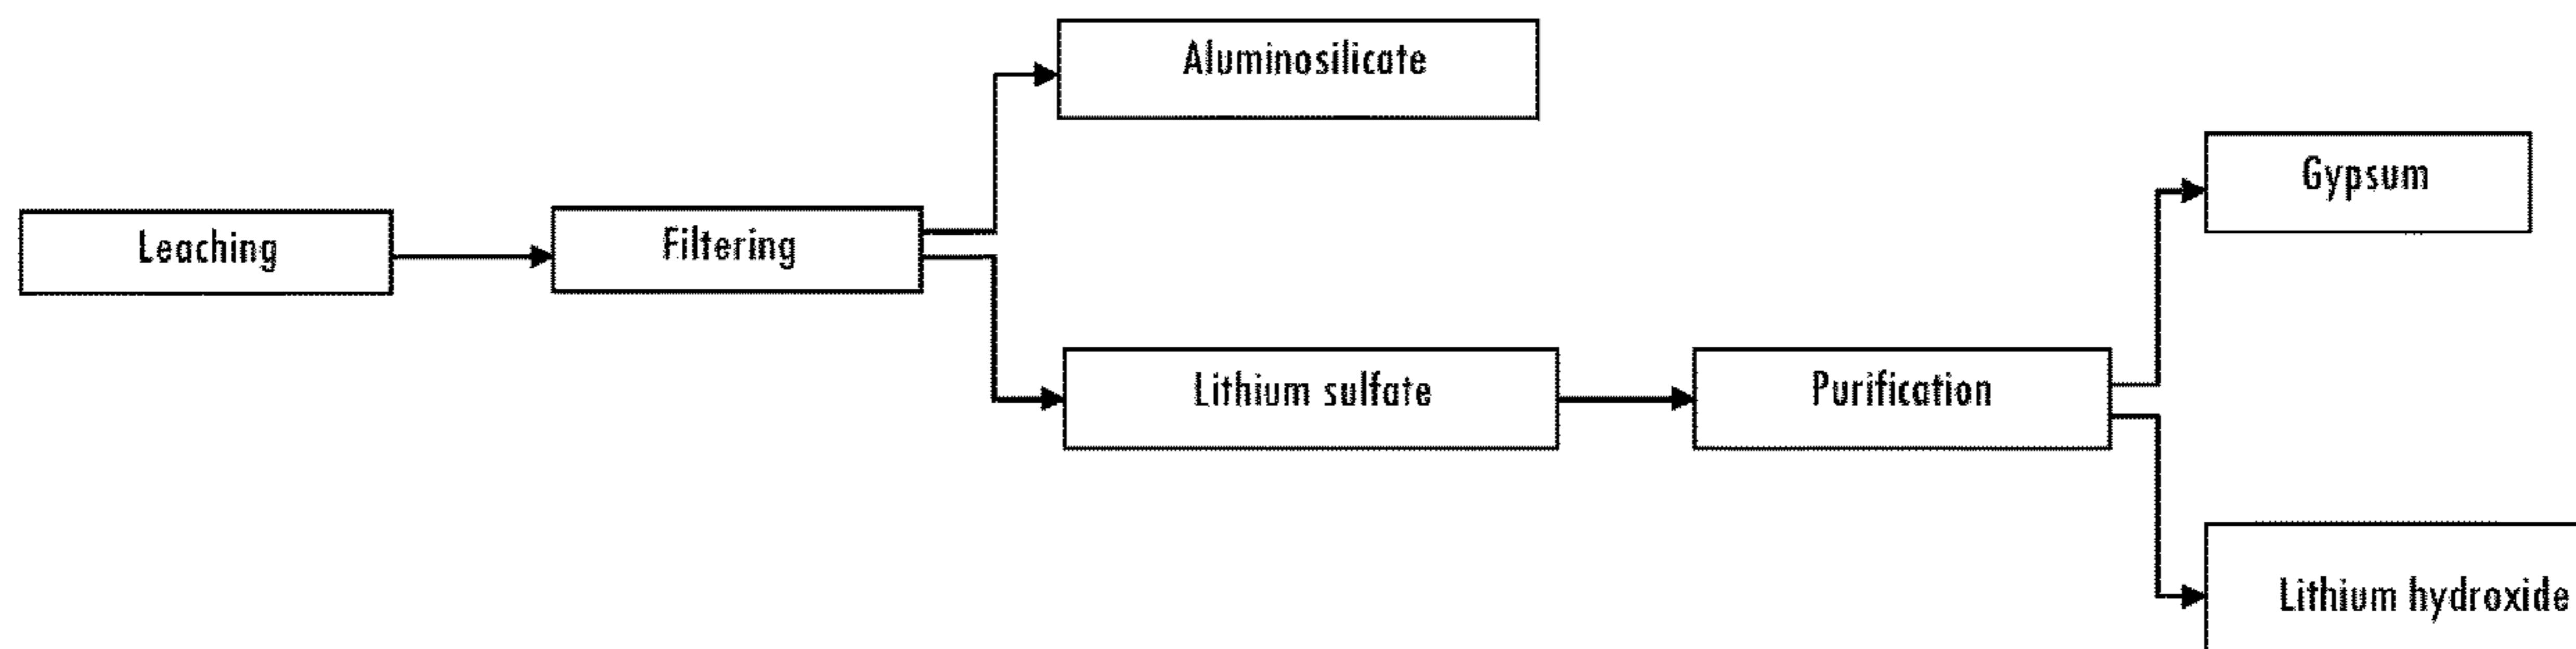 Aluminosilicate
Gypsum
Leaching
Filtering
Lithium sulfate
Purification
Lithium hydroxide